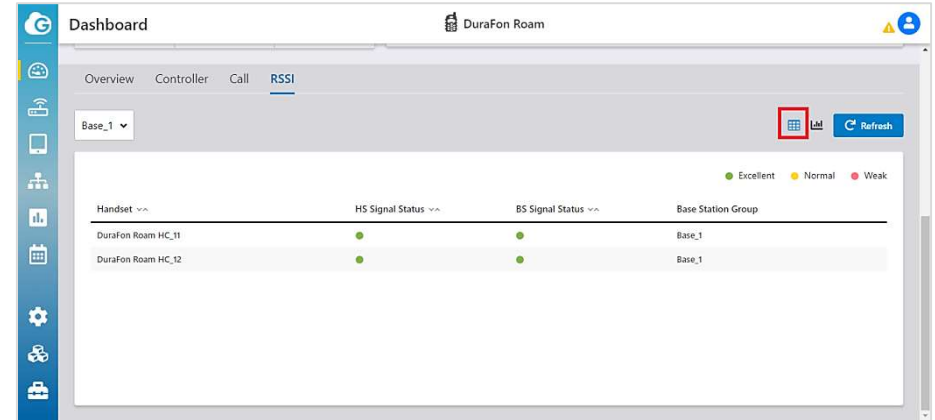 Dashboard
DuraFon Roam
Overview Controller Call RSSI
Base_1
Refresh
Excellent Normal Weak
Handset HS Signal Status BS Signal Status Base Station Group
DuraFon Roam HC_11 Base_1
DuraFon Roam HC_12 Base_1